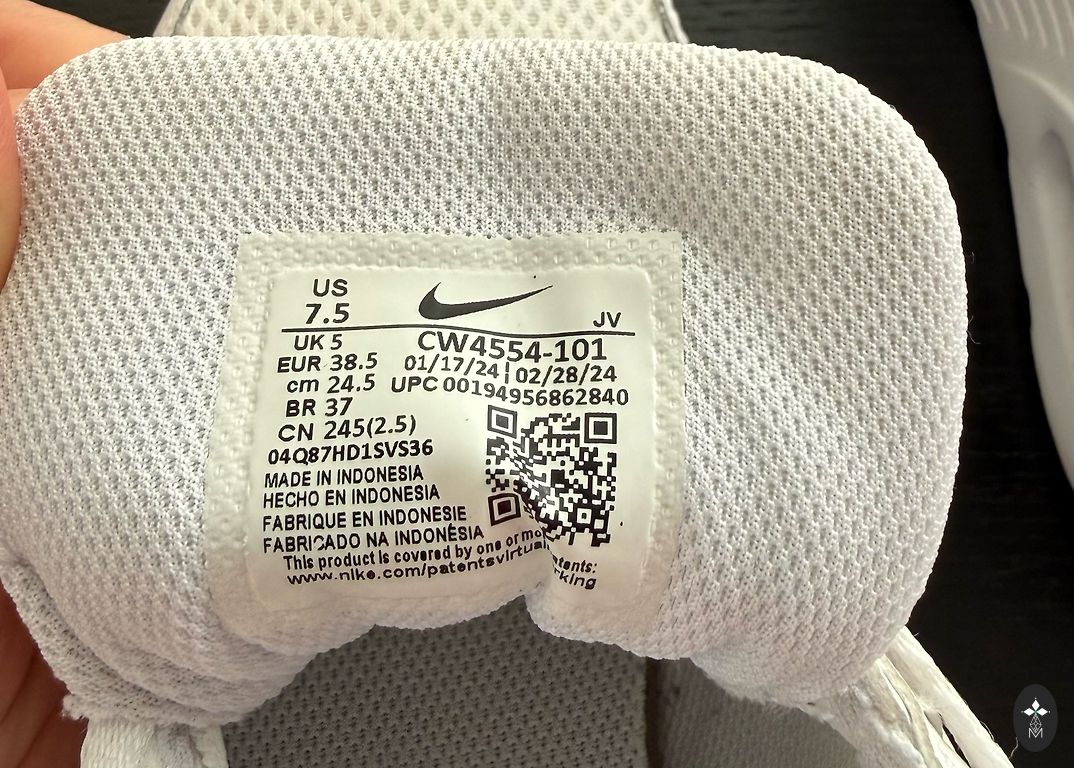 US
7.5
JV
UK 5
EUR 38.5
cm 24.5
BR 37
CN 245(2.5)
CW4554-101
01/17/24 | 02/28/24
UPC 00194956862840
04Q87HD1SVS36
MADE IN INDONESIA
HECHO EN INDONESIA
FABRIQUE EN INDONESIE
FABRICADO NA INDONÉSIA
This product is covered by one or mo
www.nike.com/patentsvirtual
M